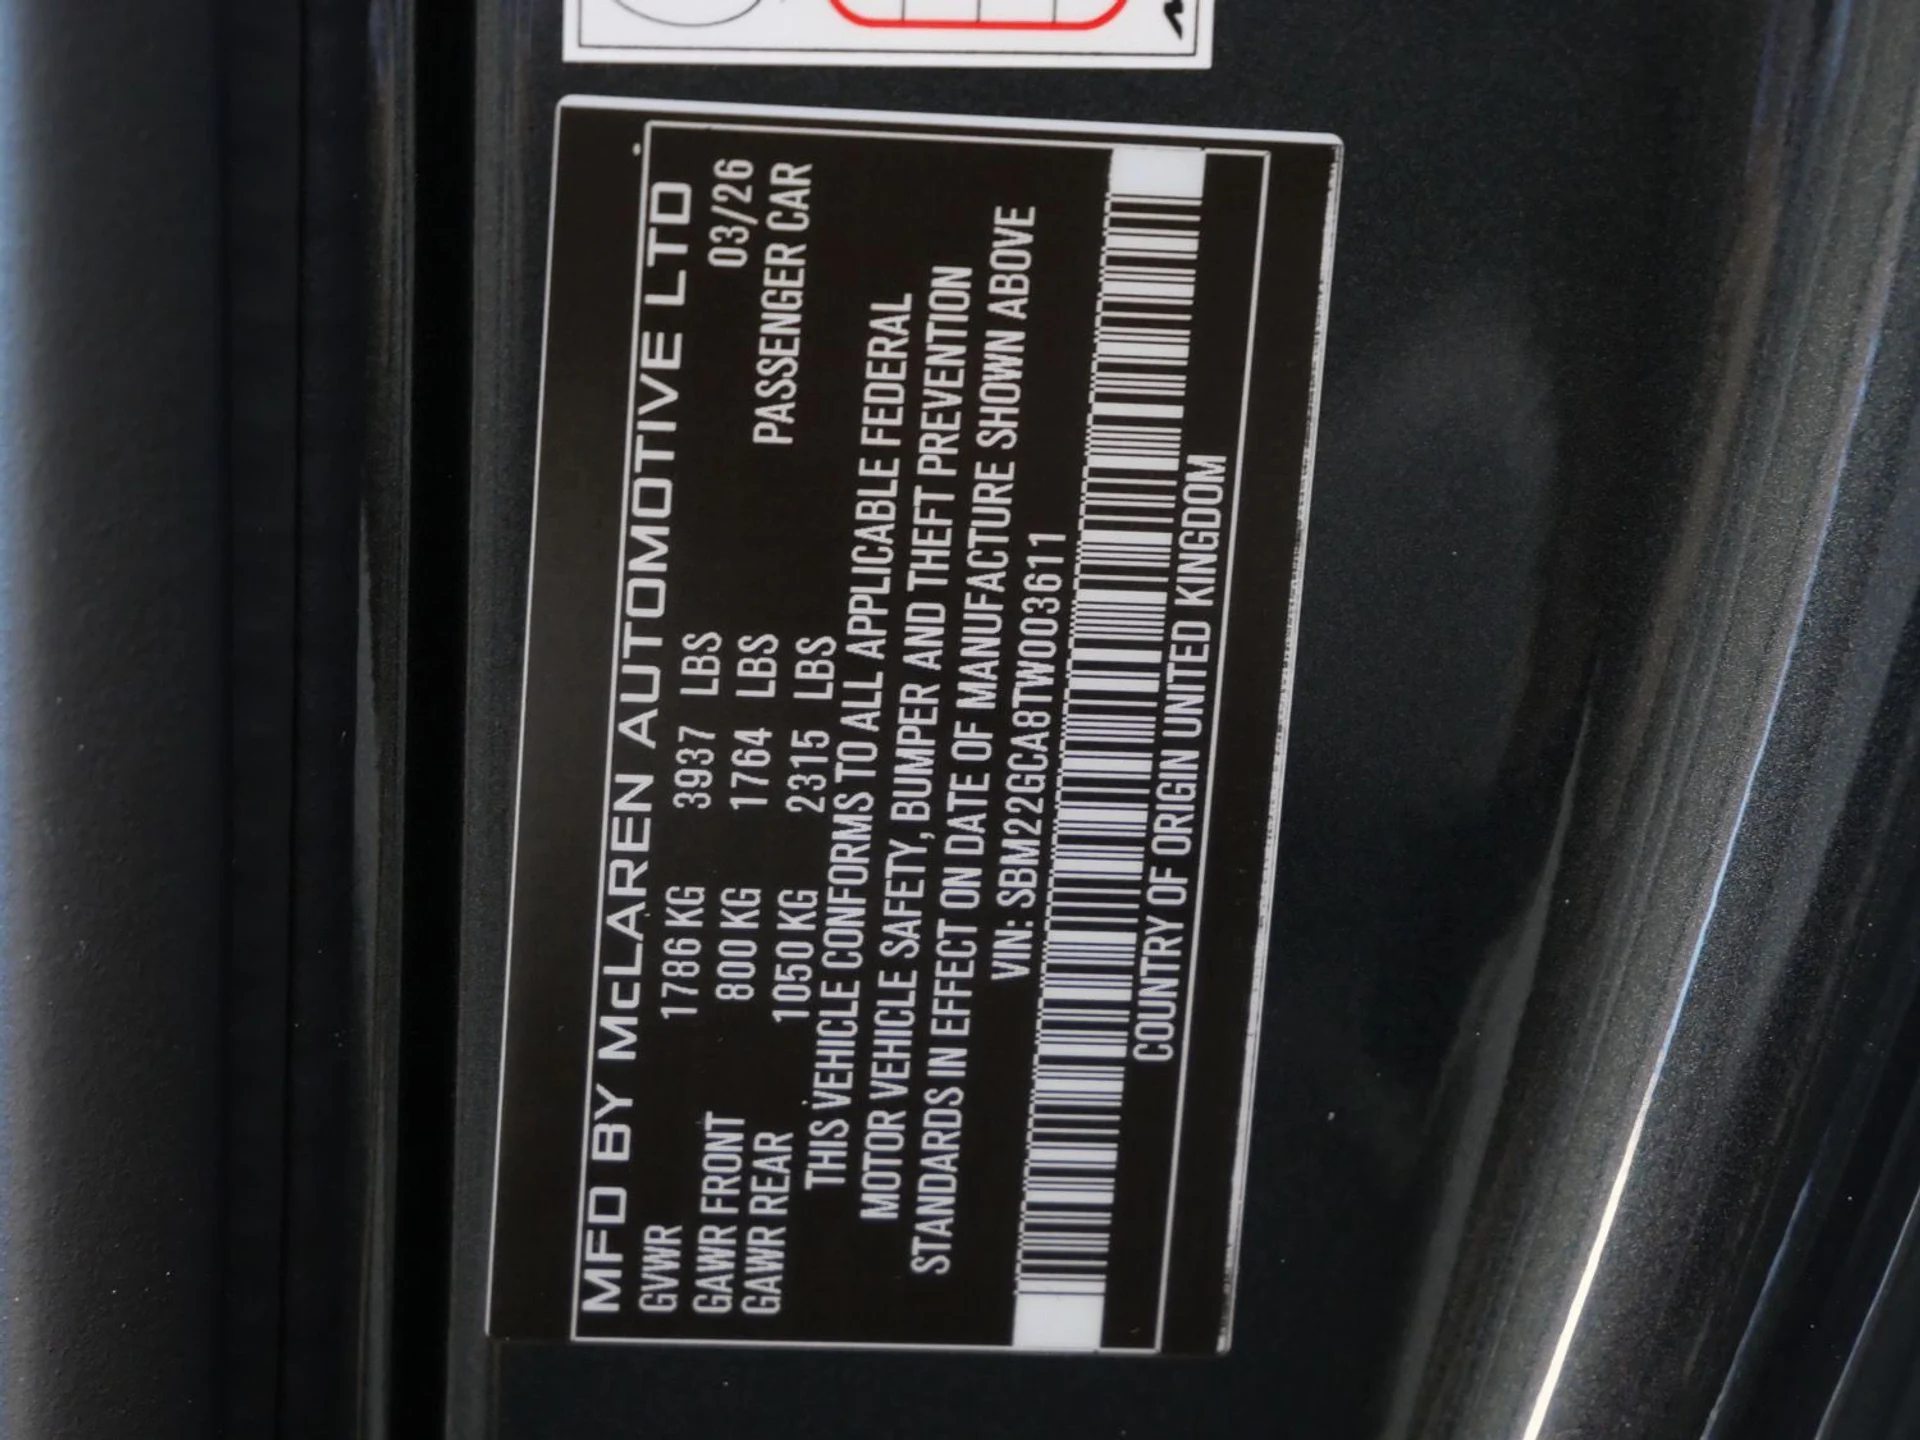 MFD BY McLAREN AUTOMOTIVE LTD
GVWR 1786 KG 3937 LBS 03/26
GAWR FRONT 800 KG 1764 LBS PASSENGER CAR
GAWR REAR 1050 KG 2315 LBS
THIS VEHICLE CONFORMS TO ALL APPLICABLE FEDERAL
MOTOR VEHICLE SAFETY, BUMPER AND THEFT PREVENTION
STANDARDS IN EFFECT ON DATE OF MANUFACTURE SHOWN ABOVE
VIN: SBM22GCA8TW003611
COUNTRY OF ORIGIN UNITED KINGDOM